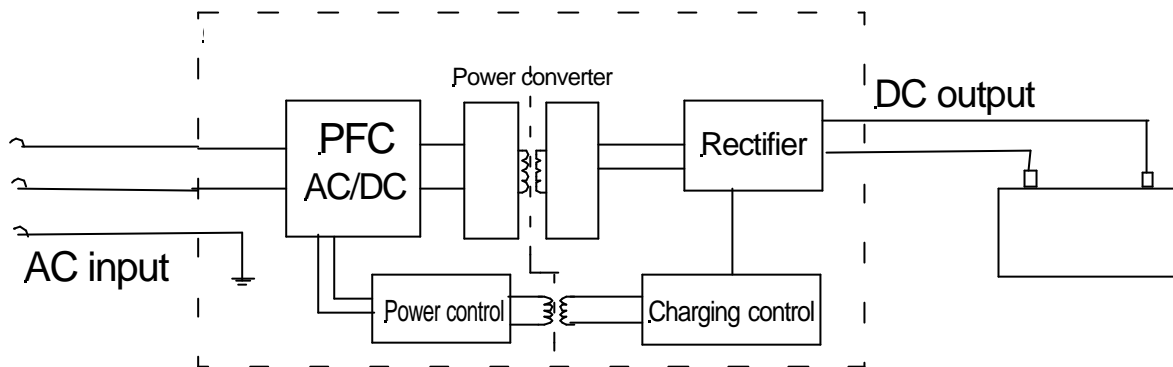 Power converter
DC output
PFC
AC/DC
Rectifier
AC input
Power control
Charging control